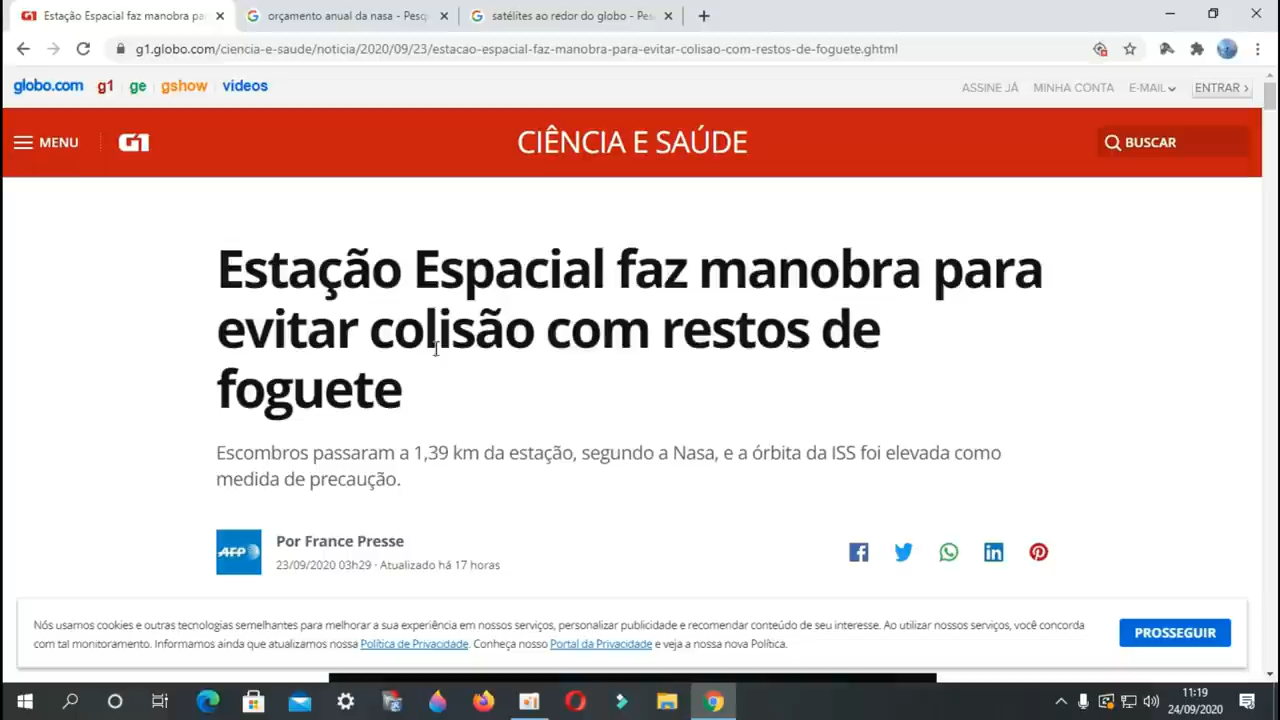 Estação Espacial faz manobra pa
orçamento anual da nasa - Pesq
satélites ao redor do globo - Pes
g1.globo.com/ciencia-e-saude/noticia/2020/09/23/estacao-espacial-faz-manobra-para-evitar-colisao-com-restos-de-foguete.ghtml
globo.com g1 ge gshow videos
ASSINE JÁ MINHA CONTA E-MAIL ENTRAR ›
MENU G1 CIÊNCIA E SAÚDE BUSCAR
Estação Espacial faz manobra para
evitar colisão com restos de
foguete
Escombros passaram a 1,39 km da estação, segundo a Nasa, e a órbita da ISS foi elevada como
medida de precaução.
AFP
Por France Presse
23/09/2020 03h29 · Atualizado há 17 horas
Nós usamos cookies e outras tecnologias semelhantes para melhorar a sua experiência em nossos serviços, personalizar publicidade e recomendar conteúdo de seu interesse. Ao utilizar nossos serviços, você concorda
com tal monitoramento. Informamos ainda que atualizamos nossa Política de Privacidade. Conheça nosso Portal da Privacidade e veja a nossa nova Política.
PROSSEGUIR
11:19
24/09/2020